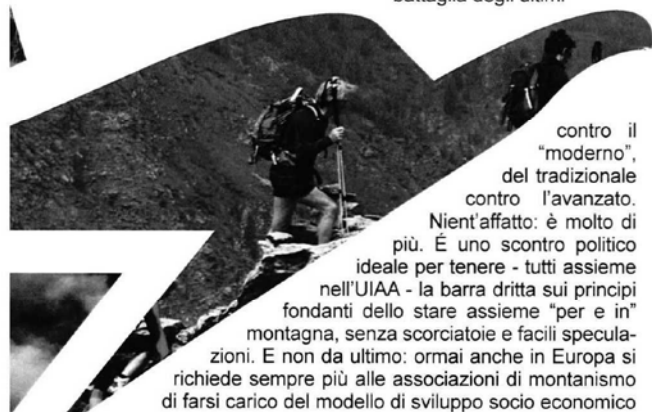 battaglia degli ultimi
contro il
"moderno",
del tradizionale
contro l'avanzato.
Nient'affatto: è molto di
più. É uno scontro politico
ideale per tenere - tutti assieme
nell'UIAA - la barra dritta sui principi
fondanti dello stare assieme "per e in"
montagna, senza scorciatoie e facili specula-
zioni. E non da ultimo: ormai anche in Europa si
richiede sempre più alle associazioni di montanismo
di farsi carico del modello di sviluppo socio economico